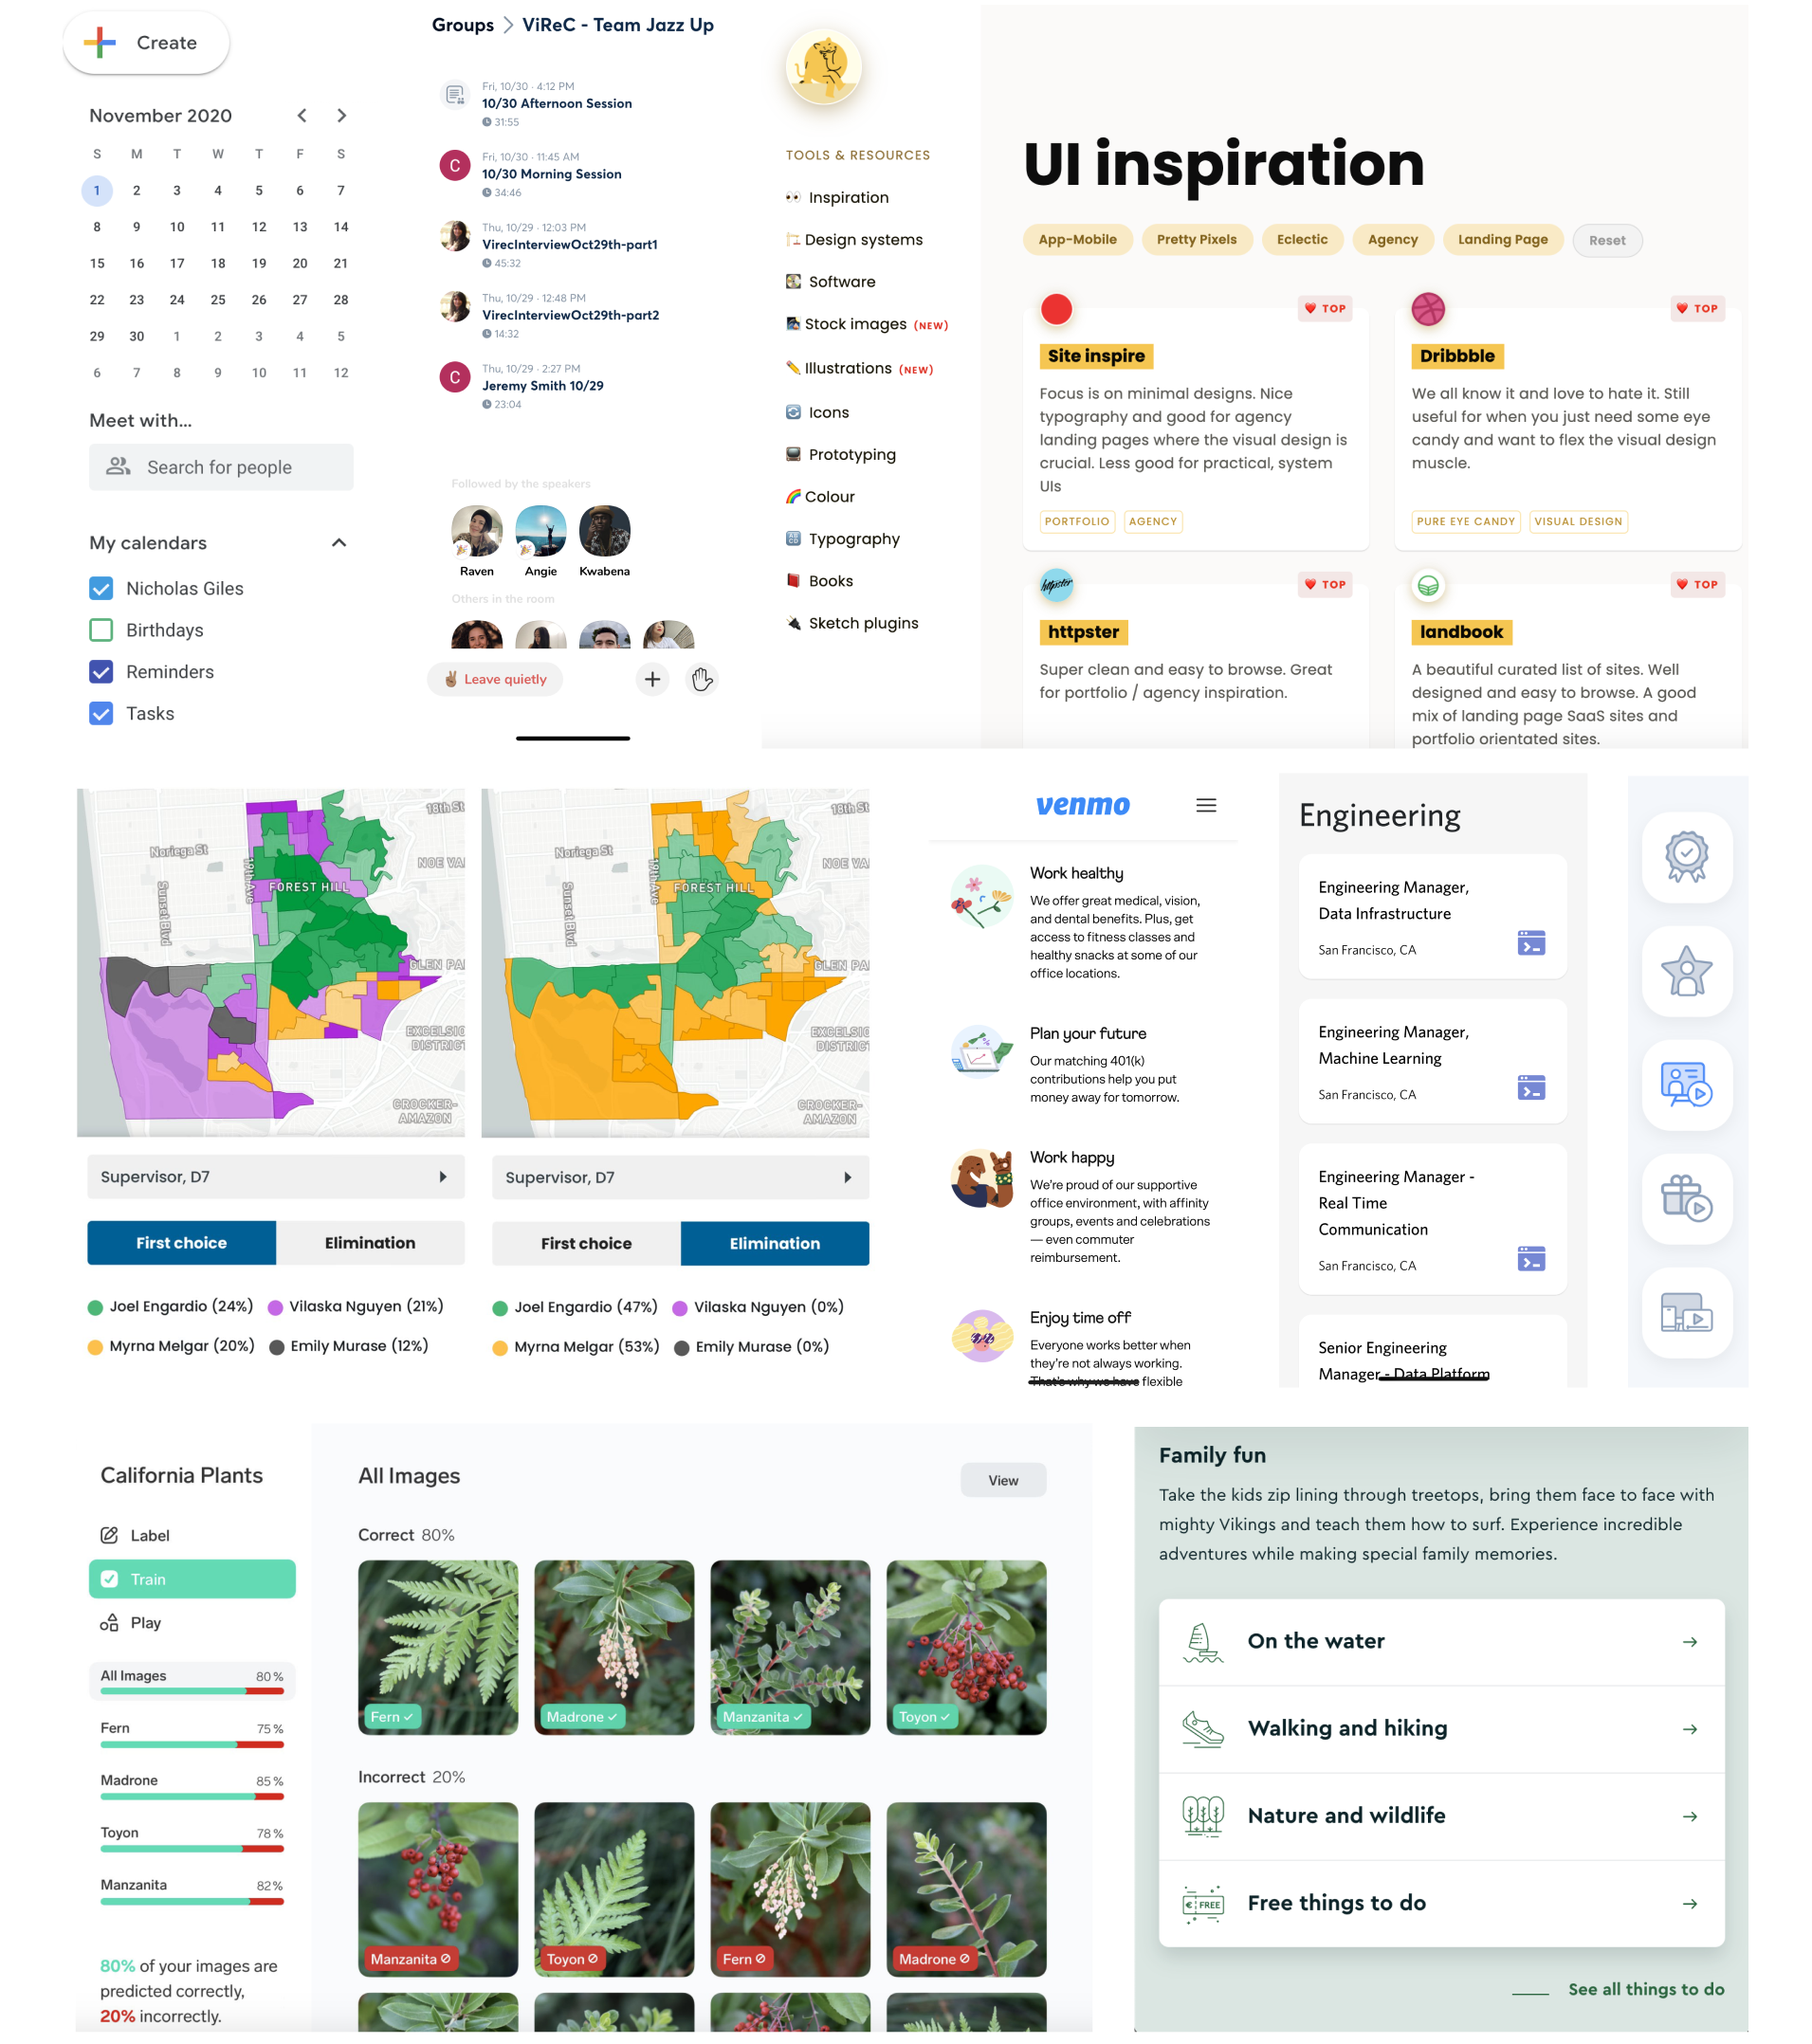 Create
November 2020
S M T W T F S
1 2 3 4 5 6 7
8 9 10 11 12 13 14
15 16 17 18 19 20 21
22 23 24 25 26 27 28
29 30 1 2 3 4 5
6 7 8 9 10 11 12
Meet with...
Search for people
My calendars
Nicholas Giles
Birthdays
Reminders
Tasks
Groups > ViReC - Team Jazz Up
Fri, 10/30 · 4:12 PM
10/30 Afternoon Session
31:55
C
Fri, 10/30 · 11:45 AM
10/30 Morning Session
34:46
Thu, 10/29 · 12:03 PM
VirecInterviewOct29th-part1
45:32
Thu, 10/29 · 12:48 PM
VirecInterviewOct29th-part2
14:32
C
Thu, 10/29 · 2:27 PM
Jeremy Smith 10/29
23:04
Followed by the speakers
Raven Angie Kwabena
Others in the room
Leave quietly
TOOLS & RESOURCES
Inspiration
Design systems
Software
Stock images (NEW)
Illustrations (NEW)
Icons
Prototyping
Colour
Typography
Books
Sketch plugins
UI inspiration
App-Mobile Pretty Pixels Eclectic Agency Landing Page Reset
TOP
Site inspire
Focus is on minimal designs. Nice
typography and good for agency
landing pages where the visual design is
crucial. Less good for practical, system
UIs
PORTFOLIO AGENCY
TOP
Dribbble
We all know it and love to hate it. Still
useful for when you just need some eye
candy and want to flex the visual design
muscle.
PURE EYE CANDY VISUAL DESIGN
httpster
TOP
httpster
Super clean and easy to browse. Great
for portfolio / agency inspiration.
TOP
landbook
A beautiful curated list of sites. Well
designed and easy to browse. A good
mix of landing page SaaS sites and
portfolio orientated sites.
18th St
Noriega St
NOE VA
19th Ave
FOREST HILL
Sunset Blvd
GLEN PA
EXCELSIO
DISTRICT
CROCKER-
AMAZON
Supervisor, D7
First choice Elimination
Joel Engardio (24%) Vilaska Nguyen (21%)
Myrna Melgar (20%) Emily Murase (12%)
18th St
Noriega St
NOE VA
19th Ave
FOREST HILL
Sunset Blvd
GLEN PA
EXCELSIO
DISTRICT
CROCKER-
AMAZON
Supervisor, D7
First choice Elimination
Joel Engardio (47%) Vilaska Nguyen (0%)
Myrna Melgar (53%) Emily Murase (0%)
venmo
Work healthy
We offer great medical, vision,
and dental benefits. Plus, get
access to fitness classes and
healthy snacks at some of our
office locations.
Plan your future
Our matching 401(k)
contributions help you put
money away for tomorrow.
Work happy
We're proud of our supportive
office environment, with affinity
groups, events and celebrations
— even commuter
reimbursement.
Enjoy time off
Everyone works better when
they're not always working.
That's why we have flexible
Engineering
Engineering Manager,
Data Infrastructure
San Francisco, CA
Engineering Manager,
Machine Learning
San Francisco, CA
Engineering Manager -
Real Time
Communication
San Francisco, CA
Senior Engineering
Manager - Data Platform
California Plants
Label
Train
Play
All Images 80%
Fern 75%
Madrone 85%
Toyon 78%
Manzanita 82%
80% of your images are
predicted correctly,
20% incorrectly.
All Images
View
Correct 80%
Fern ✓ Madrone ✓ Manzanita ✓ Toyon ✓
Incorrect 20%
Manzanita Toyon Fern Madrone
Family fun
Take the kids zip lining through treetops, bring them face to face with
mighty Vikings and teach them how to surf. Experience incredible
adventures while making special family memories.
On the water →
Walking and hiking →
Nature and wildlife →
€ FREE
Free things to do →
See all things to do